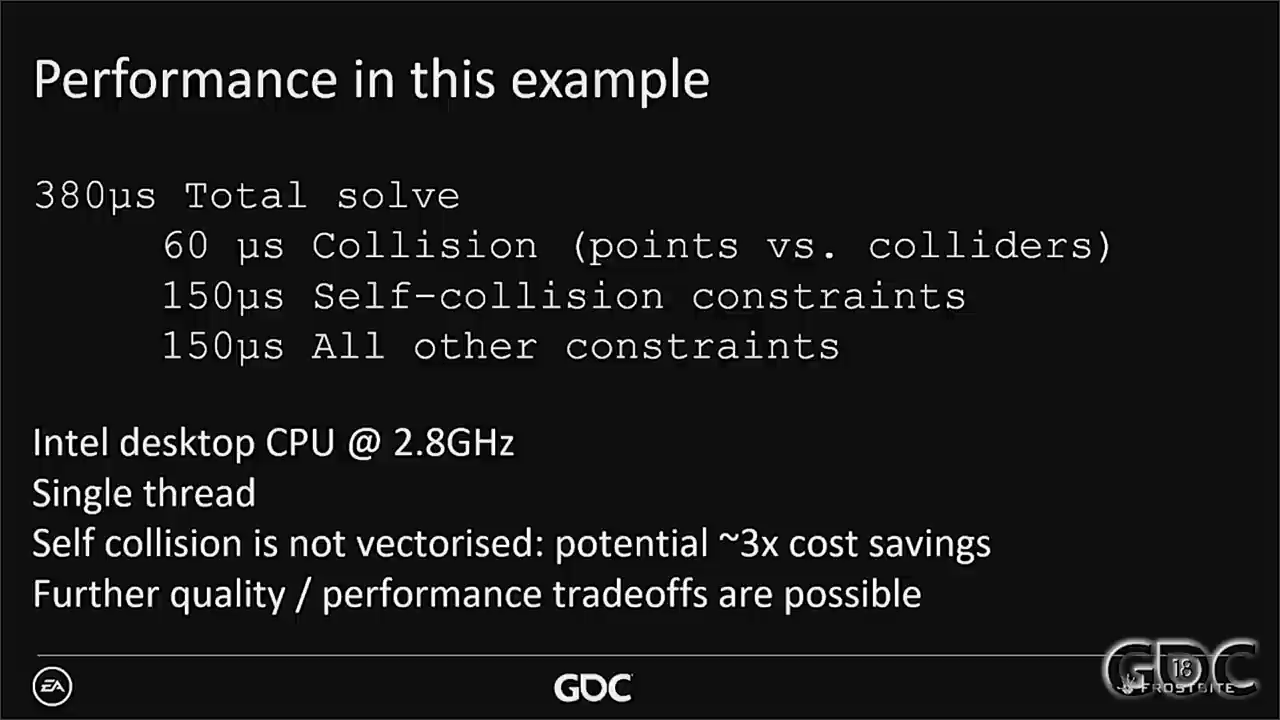 Performance in this example
380µs Total solve
60 µs Collision (points vs. colliders)
150µs Self-collision constraints
150µs All other constraints
Intel desktop CPU @ 2.8GHz
Single thread
Self collision is not vectorised: potential ~3x cost savings
Further quality / performance tradeoffs are possible
EA
GDC
GDC
18
FROSTBITE